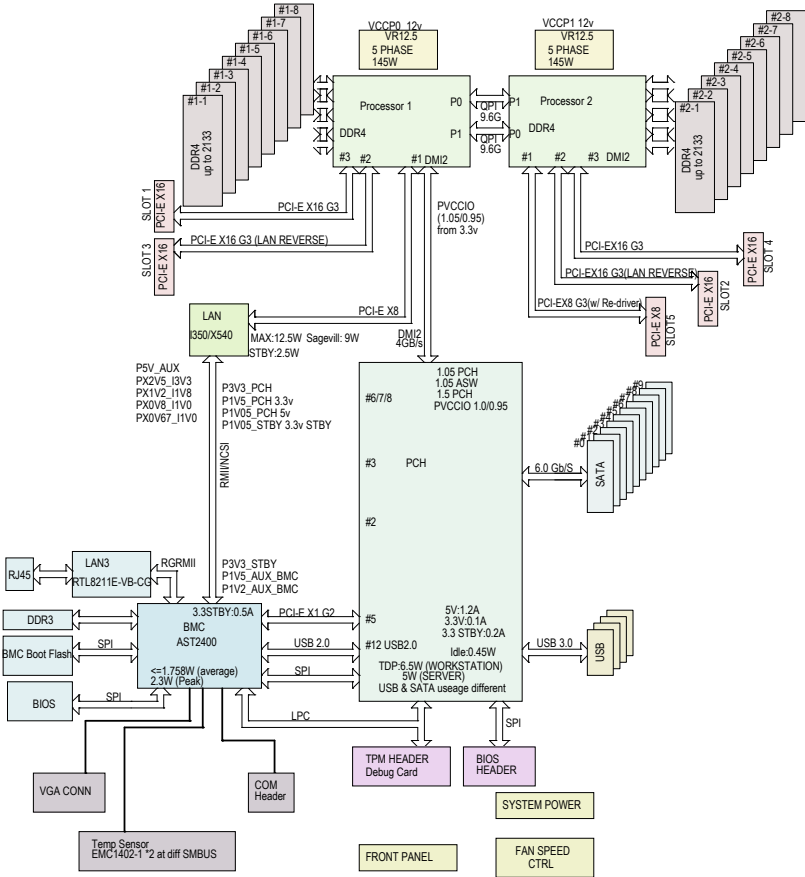 VCCP0 12v
VR12.5
5 PHASE
145W
VCCP1 12v
VR12.5
5 PHASE
145W
#1-8
#1-7
#1-6
#1-5
#1-4
#1-3
#1-2
#1-1
DDR4
up to 2133
Processor 1
P0
P1
DDR4
#3
#2
#1 DMI2
QPI
9.6G
QPI
9.6G
P1
P0
Processor 2
DDR4
#1
#2
#3 DMI2
#2-8
#2-7
#2-6
#2-5
#2-4
#2-3
#2-2
#2-1
DDR4
up to 2133
SLOT 1
PCI-E X16
PCI-E X16 G3
SLOT 3
PCI-E X16
PCI-E X16 G3 (LAN REVERSE)
PVCCIO
(1.05/0.95)
from 3.3v
PCI-EX16 G3
PCI-E X16
SLOT 4
PCI-EX16 G3(LAN REVERSE)
PCI-E X16
SLOT2
PCI-EX8 G3(w/ Re-driver)
PCI-E X8
SLOT5
LAN
I350/X540
PCI-E X8
MAX:12.5W Sagevill: 9W
STBY:2.5W
DMI2
4GB/s
P5V_AUX
PX2V5_I3V3
PX1V2_I1V8
PX0V8_I1V0
PX0V67_I1V0
P3V3_PCH
P1V5_PCH 3.3v
P1V05_PCH 5v
P1V05_STBY 3.3v STBY
RMII/NCSI
1.05 PCH
1.05 ASW
1.5 PCH
PVCCIO 1.0/0.95
#6/7/8
#3
PCH
#2
6.0 Gb/S
#9
#8
#7
#6
#5
#4
#3
#2
#1
#0
SATA
LAN3
RTL8211E-VB-CG
RJ45
RGRMII
P3V3_STBY
P1V5_AUX_BMC
P1V2_AUX_BMC
DDR3
BMC Boot Flash
SPI
BIOS
SPI
3.3STBY:0.5A
BMC
AST2400
<=1.758W (average)
2.3W (Peak)
PCI-E X1 G2
#5
USB 2.0
#12 USB2.0
SPI
LPC
5V:1.2A
3.3V:0.1A
3.3 STBY:0.2A
Idle:0.45W
TDP:6.5W (WORKSTATION)
5W (SERVER)
USB & SATA useage different
USB 3.0
USB
SPI
TPM HEADER
Debug Card
BIOS
HEADER
VGA CONN
COM
Header
Temp Sensor
EMC1402-1 *2 at diff SMBUS
SYSTEM POWER
FRONT PANEL
FAN SPEED
CTRL